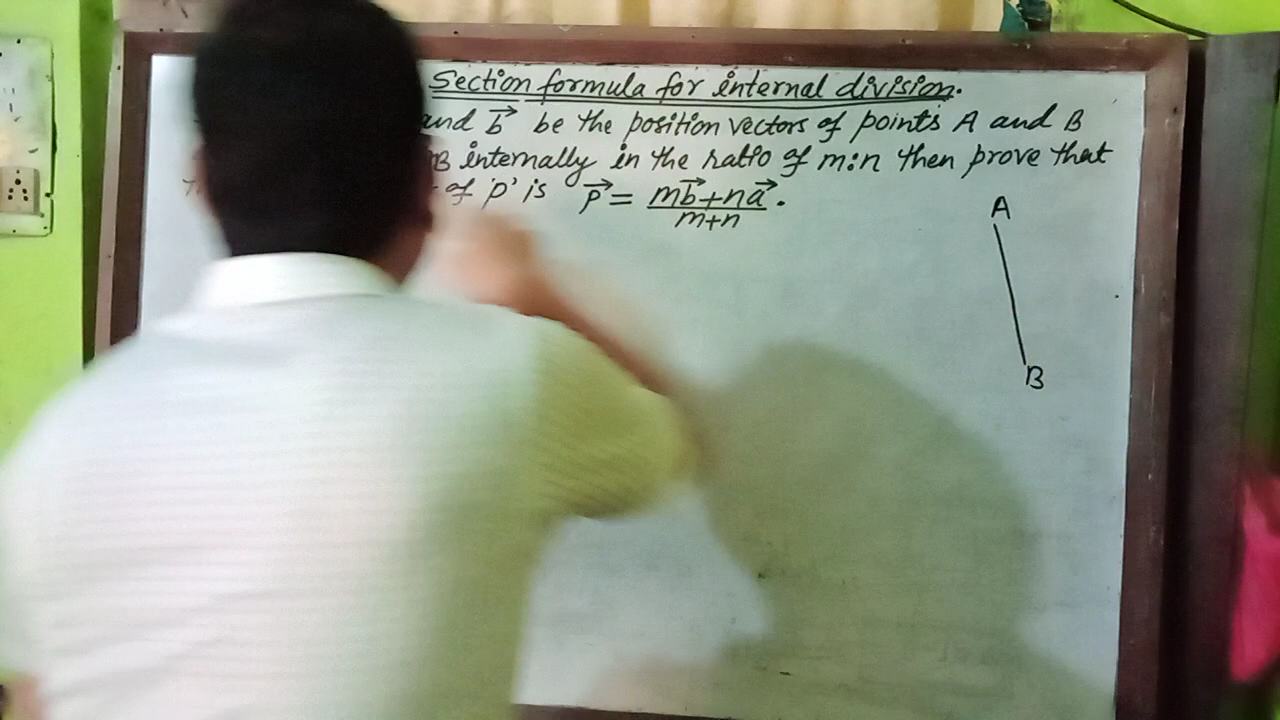 Section formula for internal division.
and b⃗ be the position vectors of points A and B
B internally in the ratio of m:n then prove that
of 'p' is p⃗ = (mb⃗+na⃗)/(m+n).
A
B